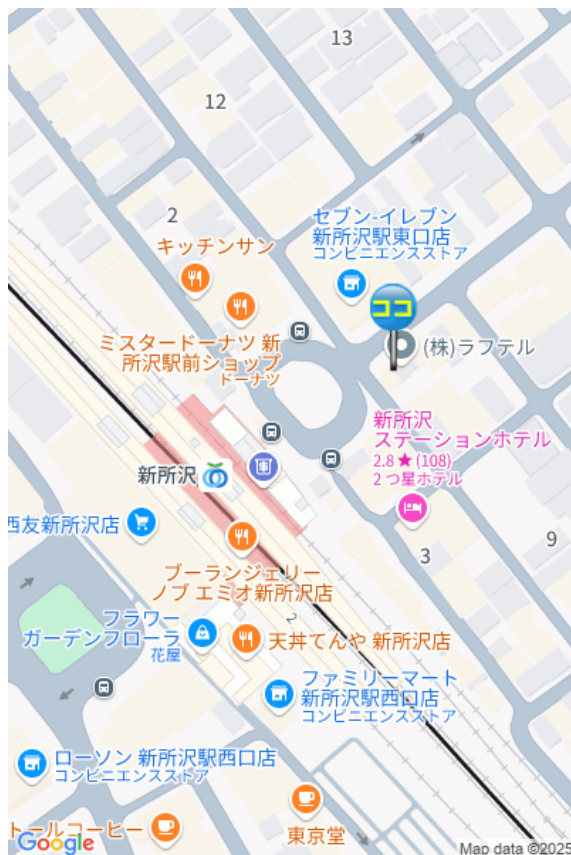 13
12
2
セブン-イレブン
新所沢駅東口店
コンビニエンスストア
キッチンサン
ココ
ミスタードーナツ 新
所沢駅前ショップ
ドーナツ
(株)ラフテル
新所沢
ステーションホテル
2.8★(108)
2 つ星ホテル
新所沢
西友新所沢店
9
3
ブーランジェリー
ノブ エミオ新所沢店
2
フラワー
ガーデンフローラ
花屋
天丼てんや 新所沢店
ファミリーマート
新所沢駅西口店
コンビニエンスストア
ローソン 新所沢駅西口店
コンビニエンスストア
トールコーヒー
東京堂
Google
Map data ©2025